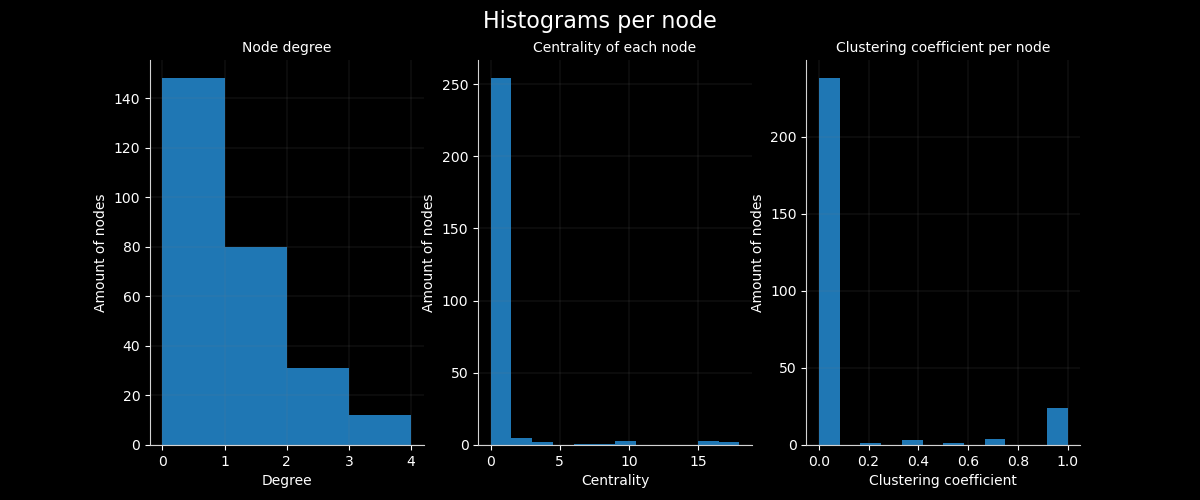 Histograms per node
Node degree
Amount of nodes
140
120
100
80
60
40
20
0
0 1 2 3 4
Degree
Centrality of each node
Amount of nodes
250
200
150
100
50
0
0 5 10 15
Centrality
Clustering coefficient per node
Amount of nodes
200
150
100
50
0
0.0 0.2 0.4 0.6 0.8 1.0
Clustering coefficient